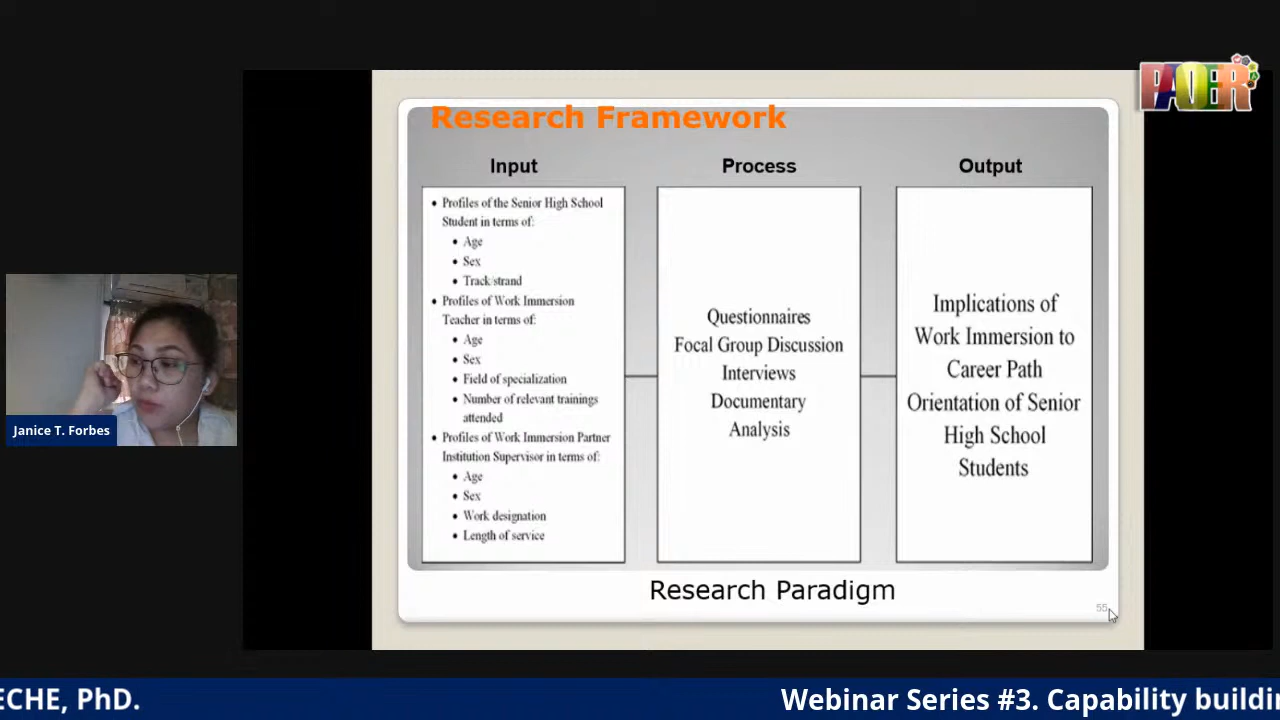 PAOER
Research Framework
Input
Process
Output
• Profiles of the Senior High School
Student in terms of:
• Age
• Sex
• Track/strand
• Profiles of Work Immersion
Teacher in terms of:
• Age
• Sex
• Field of specialization
• Number of relevant trainings
attended
• Profiles of Work Immersion Partner
Institution Supervisor in terms of:
• Age
• Sex
• Work designation
• Length of service
Questionnaires
Focal Group Discussion
Interviews
Documentary
Analysis
Implications of
Work Immersion to
Career Path
Orientation of Senior
High School
Students
Research Paradigm
55
Janice T. Forbes
ECHE, PhD.
Webinar Series #3. Capability buildin